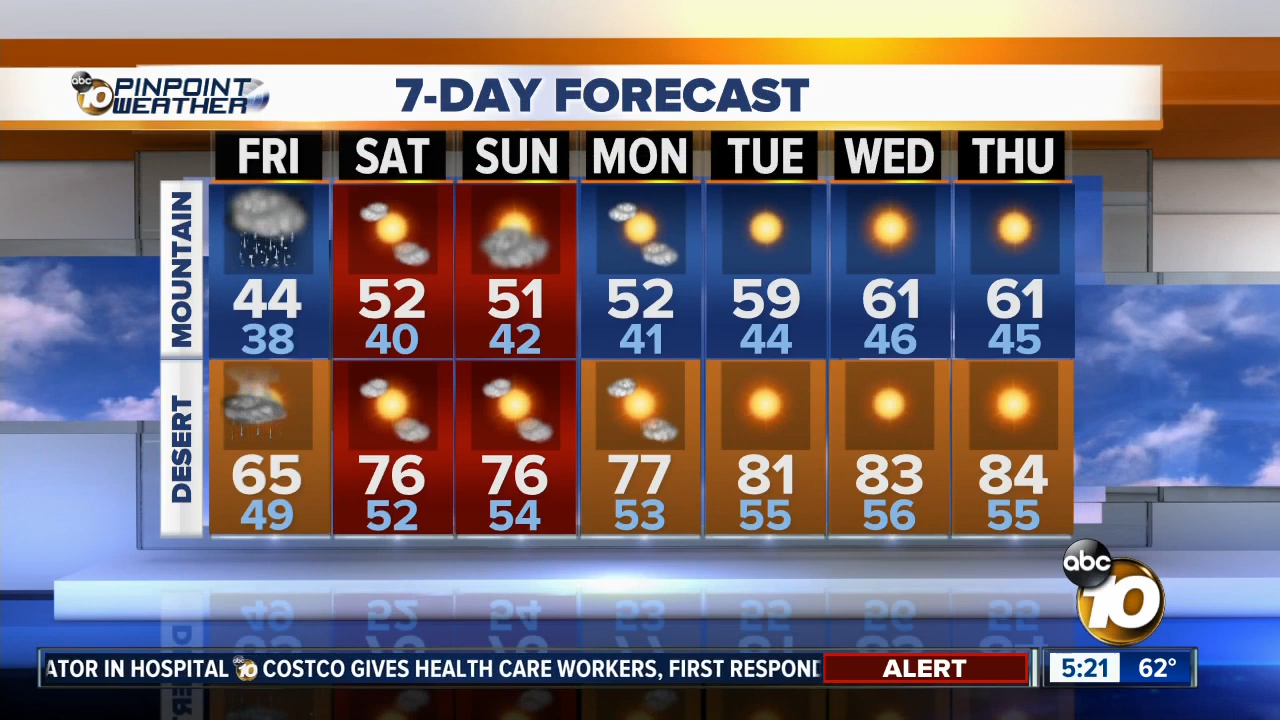 abc 10 PINPOINT WEATHER
7-DAY FORECAST
FRI SAT SUN MON TUE WED THU
MOUNTAIN
44 52 51 52 59 61 61
38 40 42 41 44 46 45
DESERT
65 76 76 77 81 83 84
49 52 54 53 55 56 55
abc 10
ATOR IN HOSPITAL abc 10 COSTCO GIVES HEALTH CARE WORKERS, FIRST RESPOND
ALERT
5:21 62°